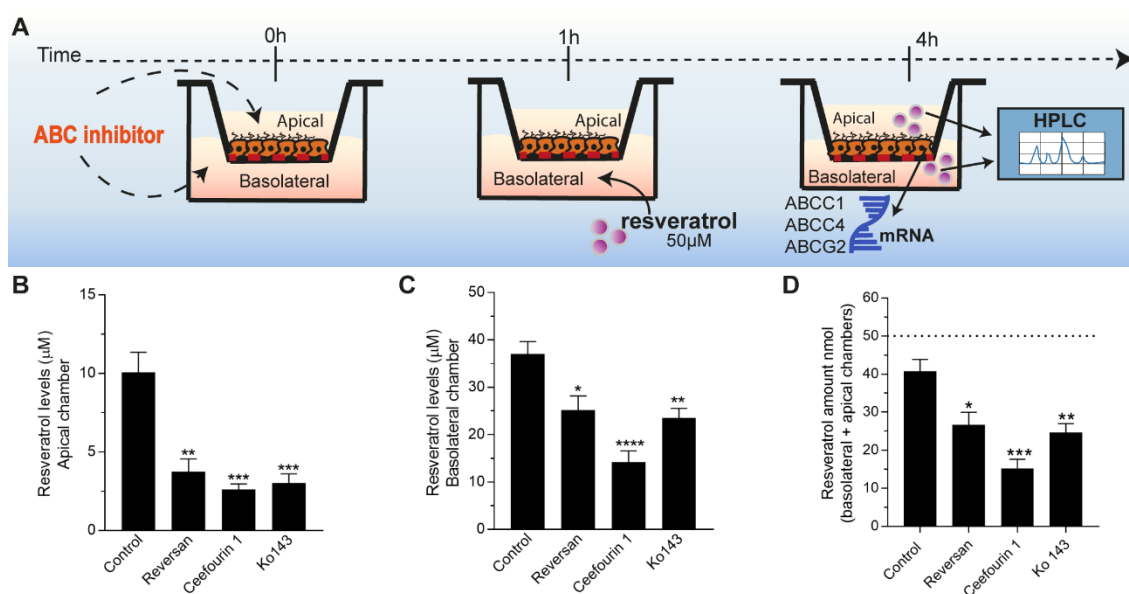 A
Time
0h
1h
4h
ABC inhibitor
Apical
Basolateral
Apical
Basolateral
resveratrol
50µM
Apical
Basolateral
HPLC
ABCC1
ABCC4
ABCG2
mRNA
B
Resveratrol levels (µM)
Apical chamber
15
10
5
0
**
***
***
Control
Reversan
Ceefourin 1
Ko143
C
Resveratrol levels (µM)
Basolateral chamber
50
40
30
20
10
0
*
****
**
Control
Reversan
Ceefourin 1
Ko143
D
Resveratrol amount nmol
(basolateral + apical chambers)
60
50
40
30
20
10
0
*
***
**
Control
Reversan
Ceefourin 1
Ko 143